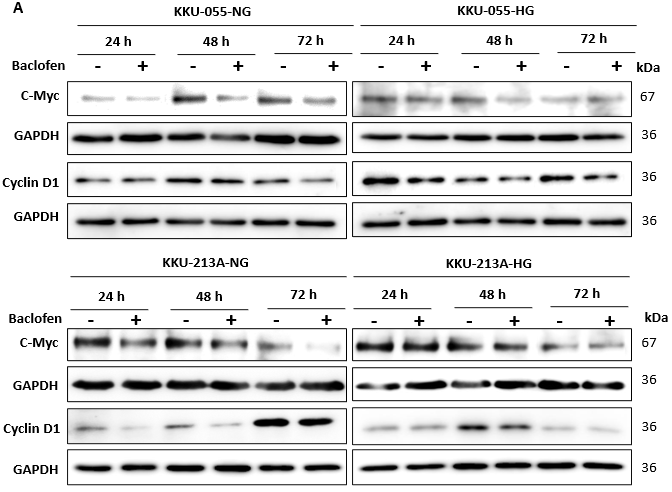 A
KKU-055-NG KKU-055-HG
24 h 48 h 72 h 24 h 48 h 72 h
Baclofen - + - + - + - + - + - + kDa
C-Myc 67
GAPDH 36
Cyclin D1 36
GAPDH 36
KKU-213A-NG KKU-213A-HG
24 h 48 h 72 h 24 h 48 h 72 h
Baclofen - + - + - + - + - + - + kDa
C-Myc 67
GAPDH 36
Cyclin D1 36
GAPDH 36